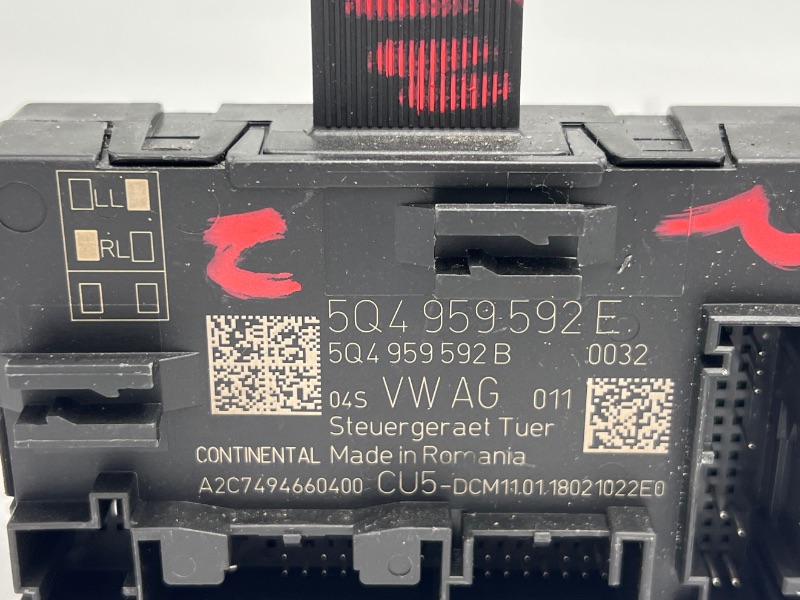 LL
RL
5Q4 959 592 E
5Q4 959 592 B 0032
04S VW AG 011
Steuergeraet Tuer
CONTINENTAL Made in Romania
A2C7494660400 CU5-DCM11.01.18021022E0